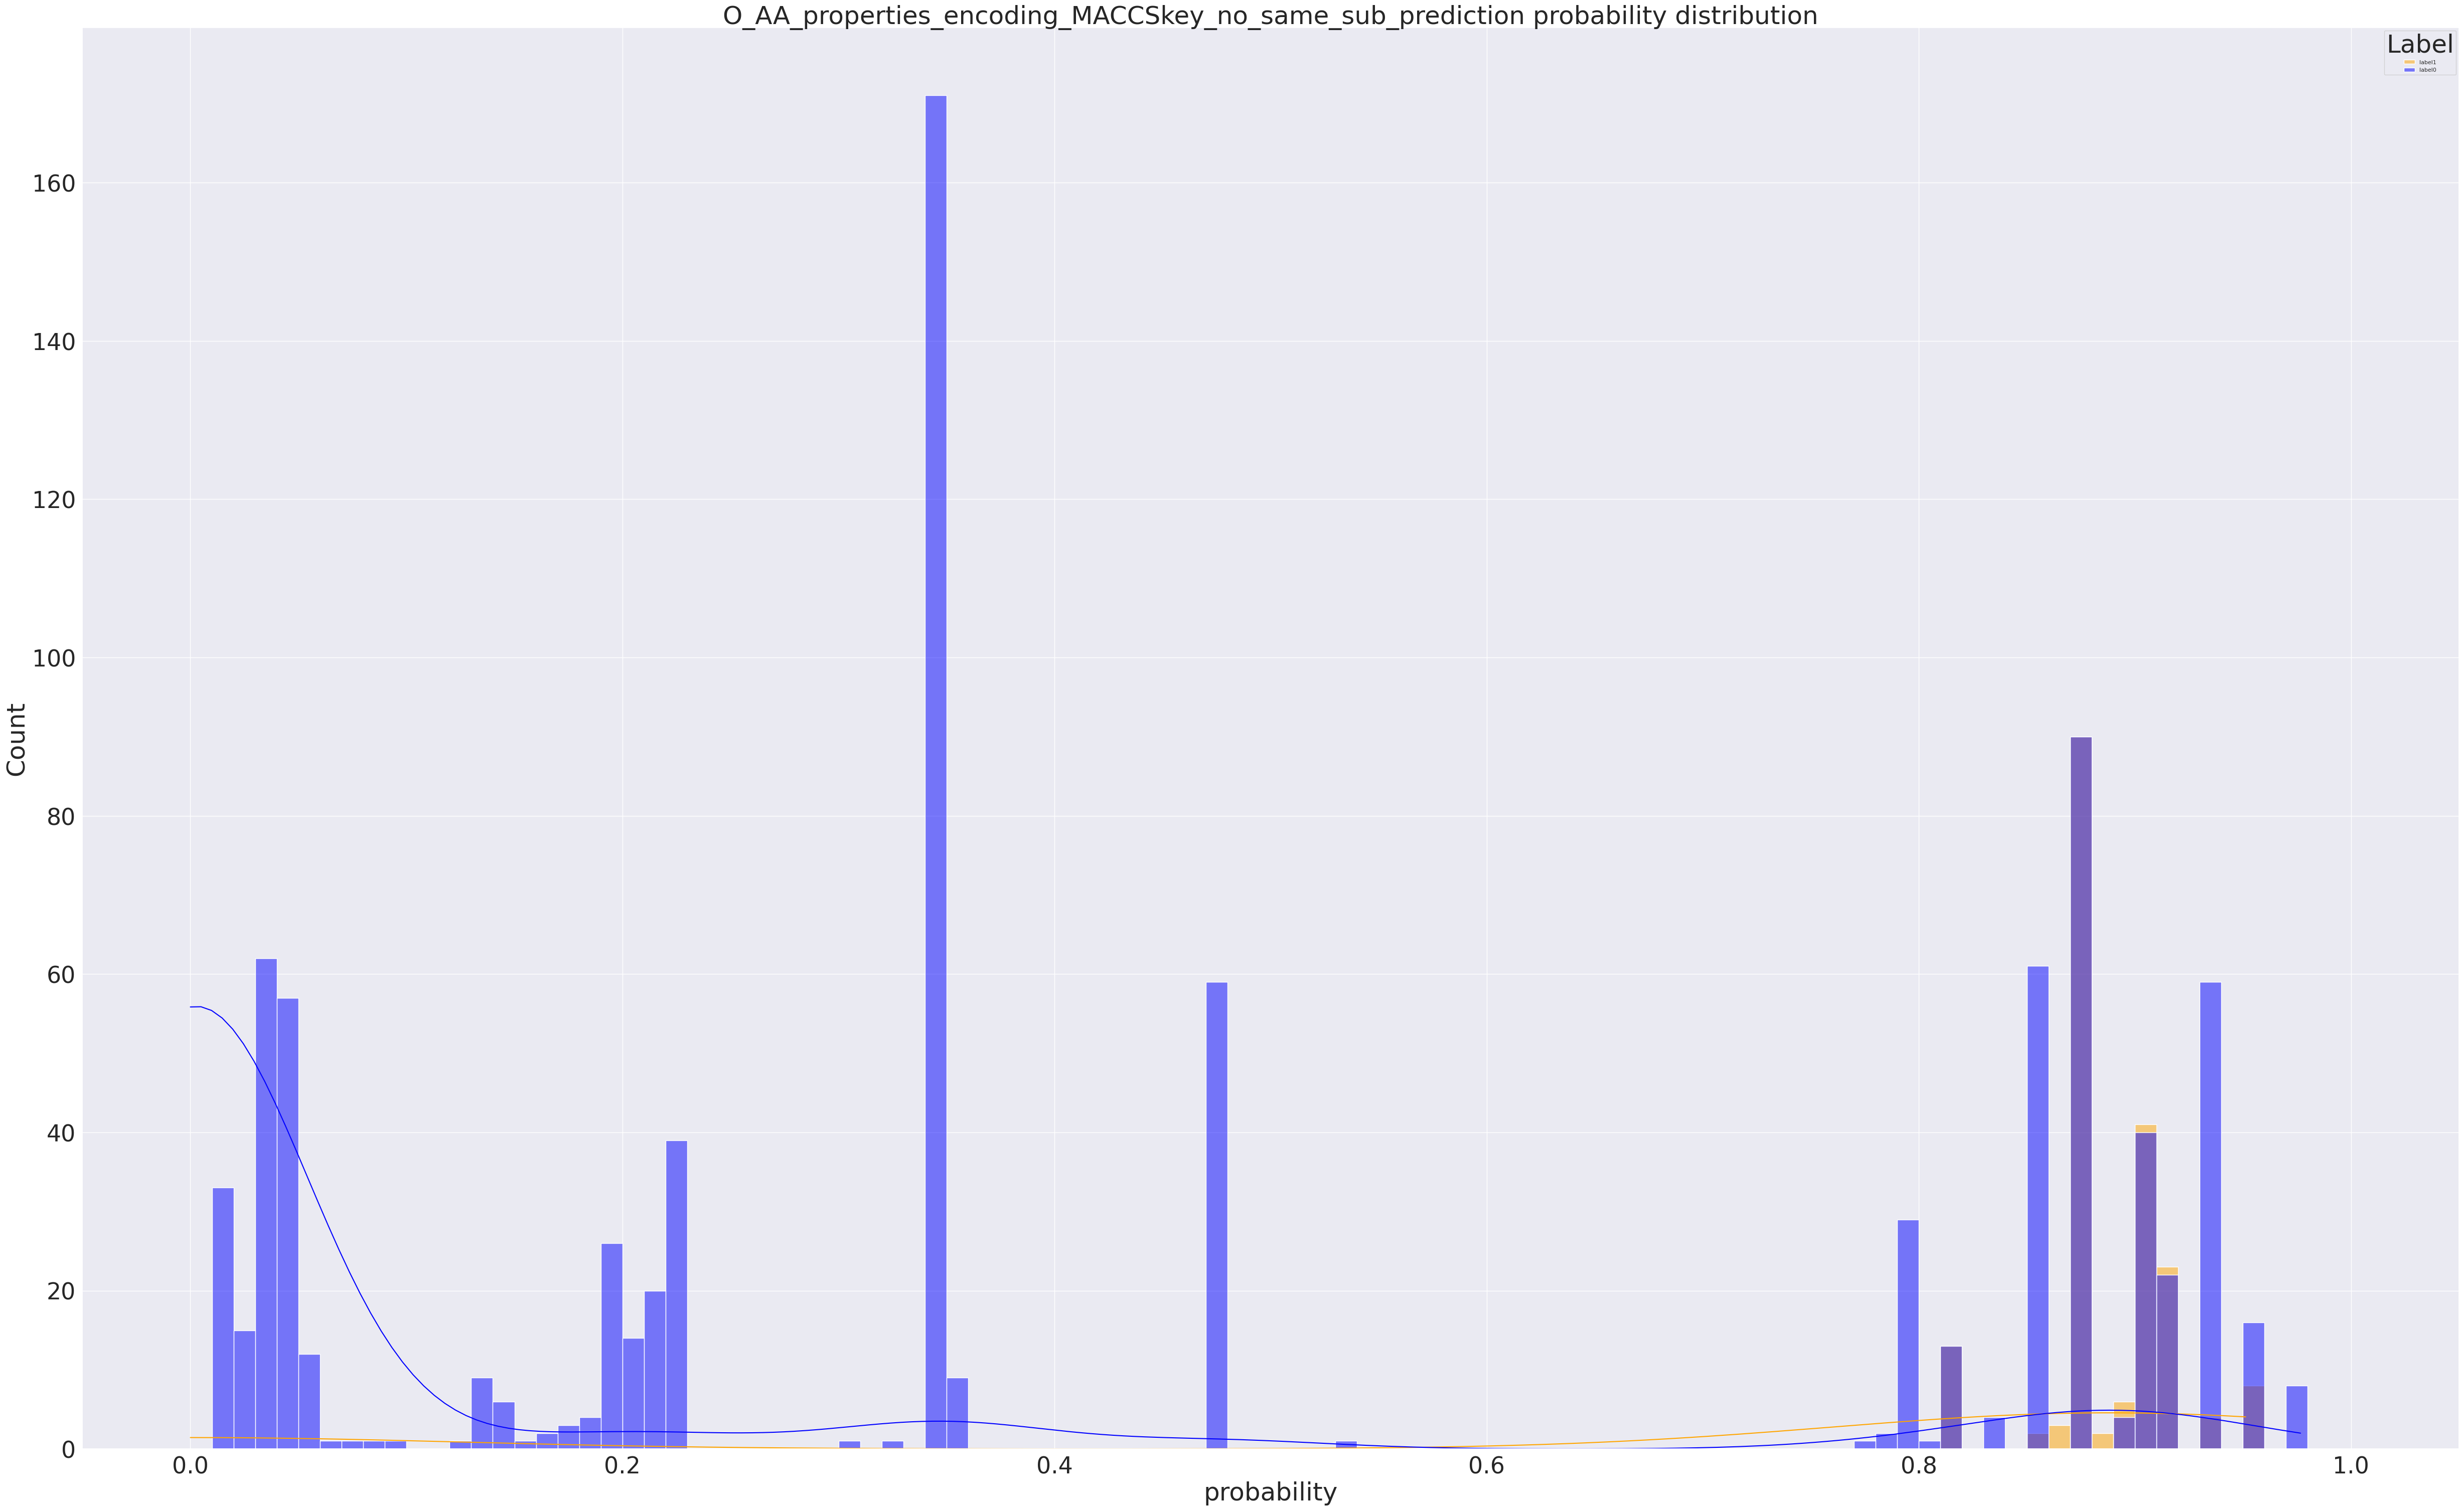 O_AA_properties_encoding_MACCSkey_no_same_sub_prediction probability distribution
Label
label1
label0
Count
160
140
120
100
80
60
40
20
0
0.0 0.2 0.4 0.6 0.8 1.0
probability